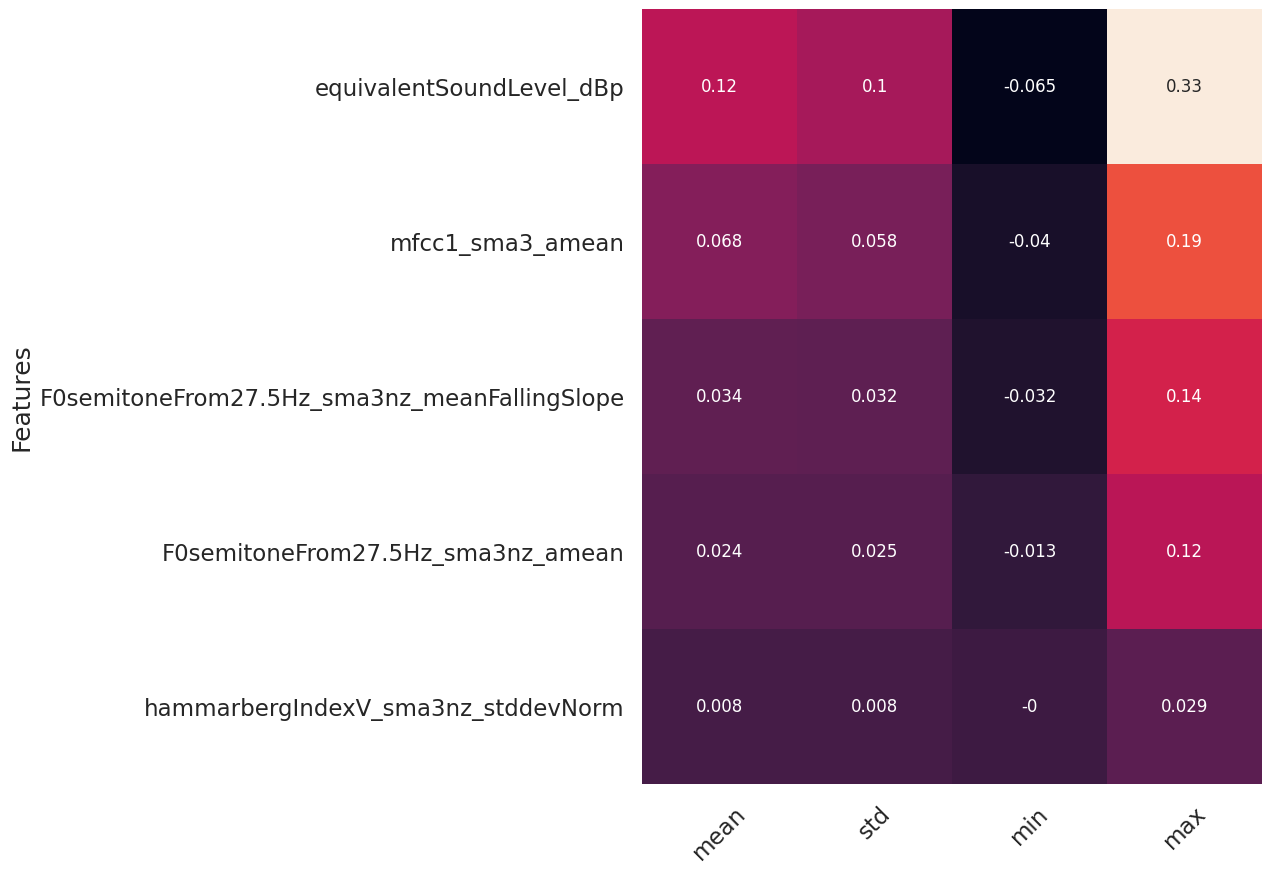 Features
equivalentSoundLevel_dBp 0.12 0.1 -0.065 0.33
mfcc1_sma3_amean 0.068 0.058 -0.04 0.19
F0semitoneFrom27.5Hz_sma3nz_meanFallingSlope 0.034 0.032 -0.032 0.14
F0semitoneFrom27.5Hz_sma3nz_amean 0.024 0.025 -0.013 0.12
hammarbergIndexV_sma3nz_stddevNorm 0.008 0.008 -0 0.029
mean std min max